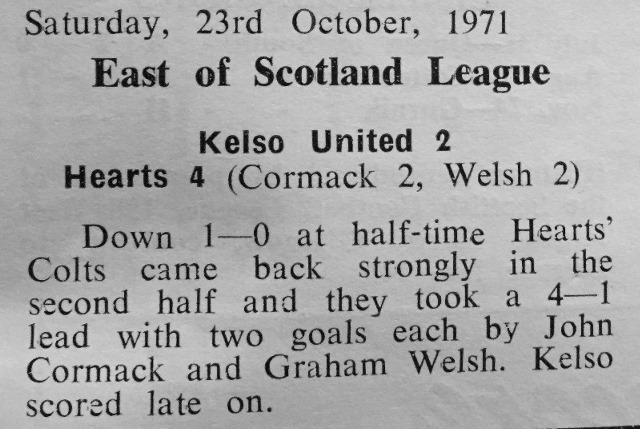 Saturday, 23rd October, 1971
East of Scotland League
Kelso United 2
Hearts 4 (Cormack 2, Welsh 2)
Down 1—0 at half-time Hearts'
Colts came back strongly in the
second half and they took a 4—1
lead with two goals each by John
Cormack and Graham Welsh. Kelso
scored late on.